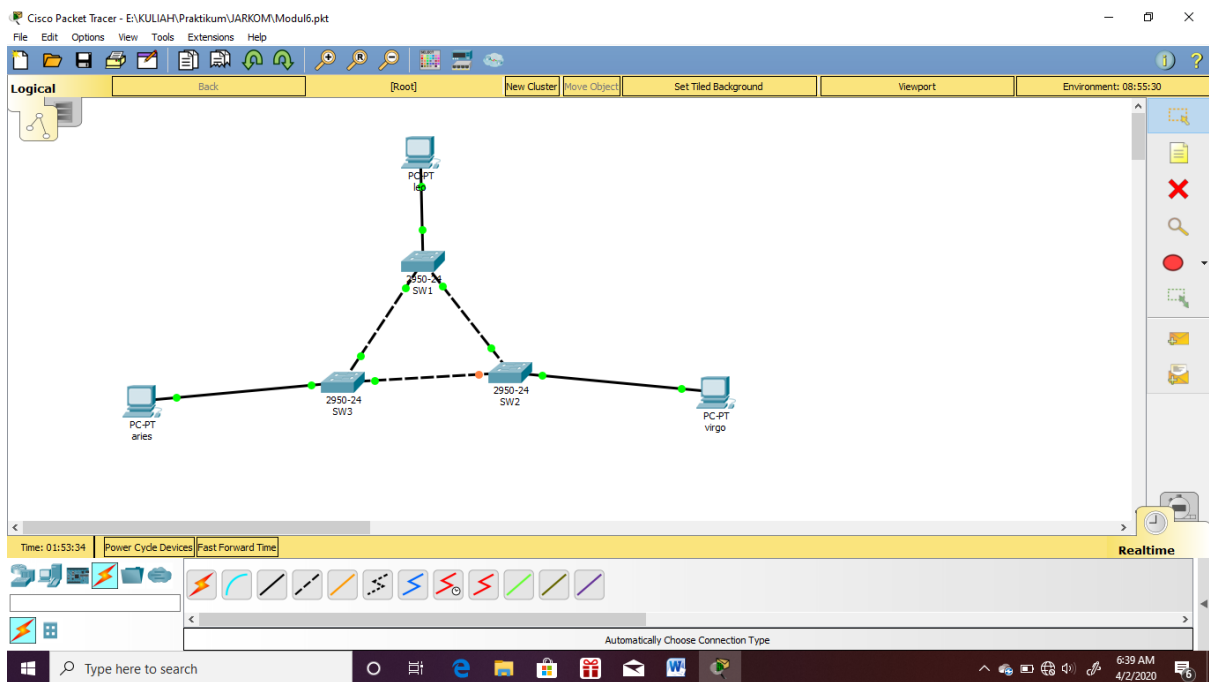 Cisco Packet Tracer - E:\KULIAH\Praktikum\JARKOM\Modul6.pkt
File Edit Options View Tools Extensions Help
Logical Back [Root] New Cluster Move Object Set Tiled Background Viewport Environment: 08:55:30
PC-PT
leo
2950-24
SW1
2950-24
SW3
2950-24
SW2
PC-PT
aries
PC-PT
virgo
Time: 01:53:34 Power Cycle Devices Fast Forward Time Realtime
Automatically Choose Connection Type
Type here to search
6:39 AM
4/2/2020
6